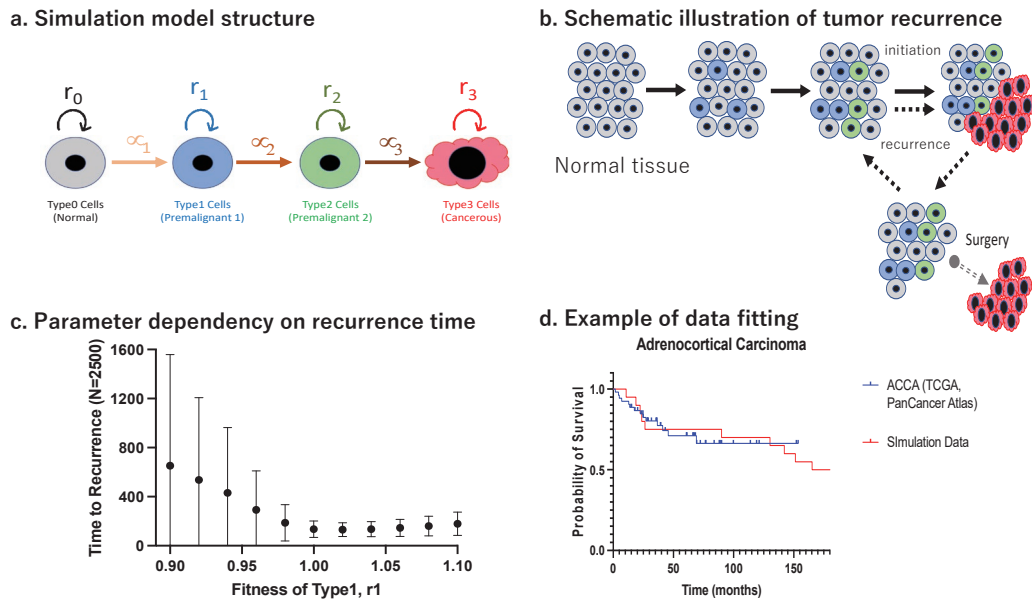 a. Simulation model structure
r0
r1
r2
r3
∝1
∝2
∝3
Type0 Cells
(Normal)
Type1 Cells
(Premalignant 1)
Type2 Cells
(Premalignant 2)
Type3 Cells
(Cancerous)
b. Schematic illustration of tumor recurrence
initiation
recurrence
Normal tissue
Surgery
c. Parameter dependency on recurrence time
Time to Recurrence (N=2500)
1600
1200
800
400
0
0.90
0.95
1.00
1.05
1.10
Fitness of Type1, r1
d. Example of data fitting
Adrenocortical Carcinoma
Probability of Survival
1.0
0.5
0.0
0
50
100
150
Time (months)
ACCA (TCGA,
PanCancer Atlas)
SImulation Data